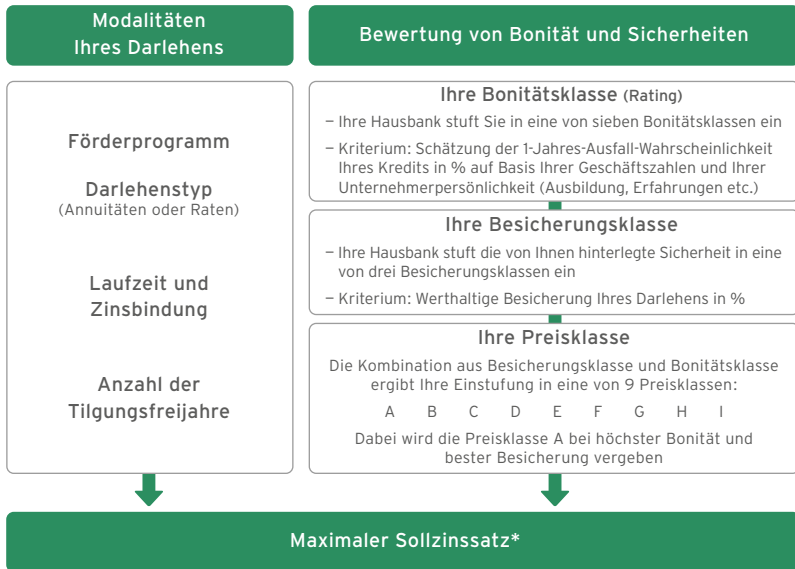 Modalitäten
Ihres Darlehens
Förderprogramm
Darlehenstyp
(Annuitäten oder Raten)
Laufzeit und
Zinsbindung
Anzahl der
Tilgungsfreijahre
Bewertung von Bonität und Sicherheiten
Ihre Bonitätsklasse (Rating)
– Ihre Hausbank stuft Sie in eine von sieben Bonitätsklassen ein
– Kriterium: Schätzung der 1-Jahres-Ausfall-Wahrscheinlichkeit
Ihres Kredits in % auf Basis Ihrer Geschäftszahlen und Ihrer
Unternehmerpersönlichkeit (Ausbildung, Erfahrungen etc.)
Ihre Besicherungsklasse
– Ihre Hausbank stuft die von Ihnen hinterlegte Sicherheit in eine
von drei Besicherungsklassen ein
– Kriterium: Werthaltige Besicherung Ihres Darlehens in %
Ihre Preisklasse
Die Kombination aus Besicherungsklasse und Bonitätsklasse
ergibt Ihre Einstufung in eine von 9 Preisklassen:
A B C D E F G H I
Dabei wird die Preisklasse A bei höchster Bonität und
bester Besicherung vergeben
Maximaler Sollzinssatz*